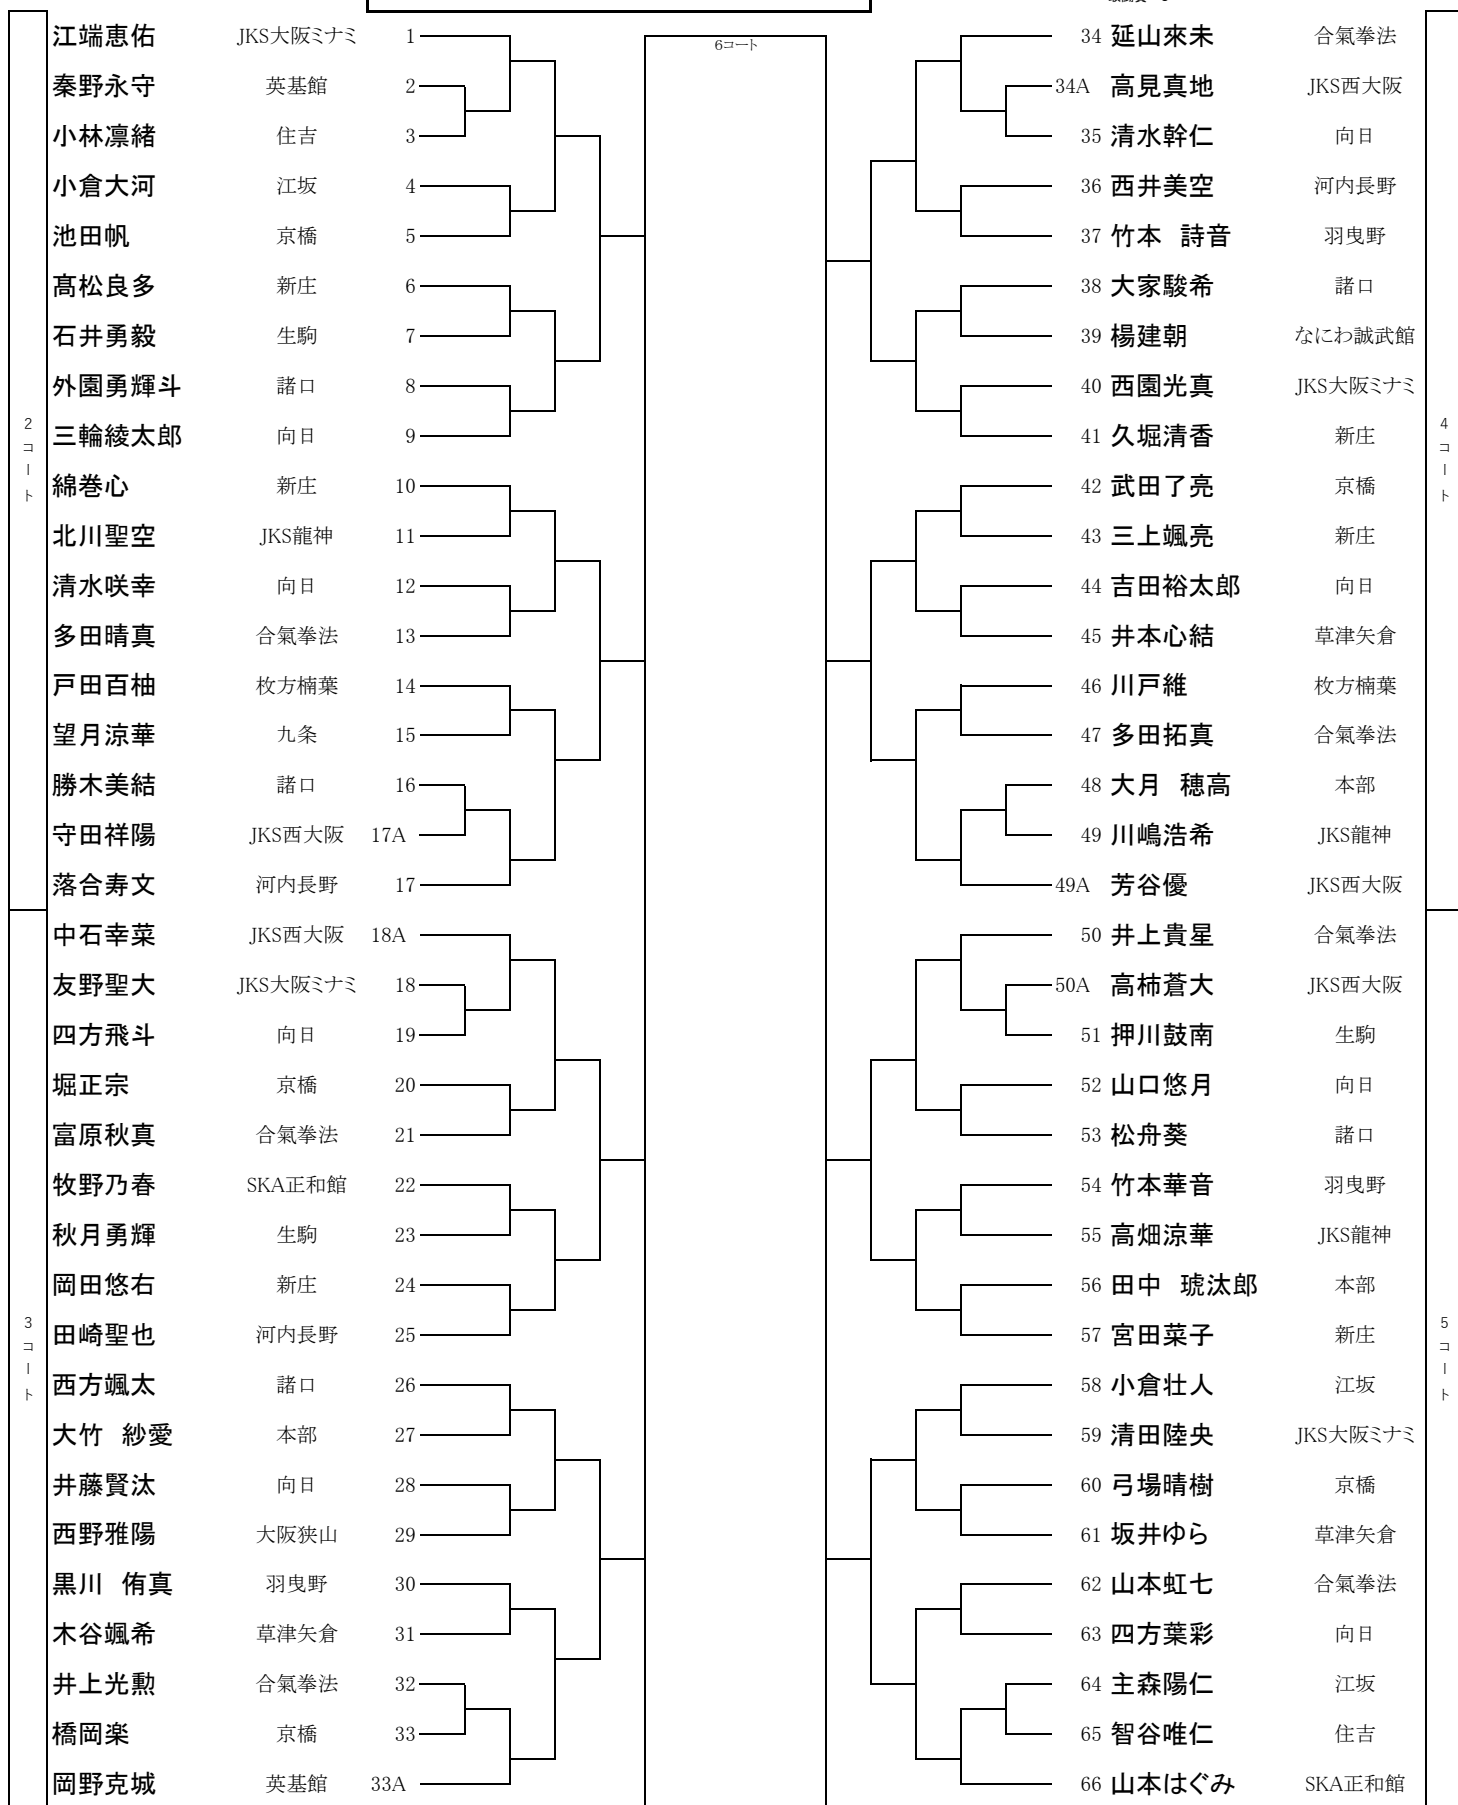 江端恵佑 JKS大阪ミナミ 1
秦野永守 英基館 2
小林凛緒 住吉 3
小倉大河 江坂 4
池田帆 京橋 5
髙松良多 新庄 6
石井勇毅 生駒 7
外園勇輝斗 諸口 8
三輪綾太郎 向日 9
綿巻心 新庄 10
北川聖空 JKS龍神 11
清水咲幸 向日 12
多田晴真 合氣拳法 13
戸田百柚 枚方楠葉 14
望月涼華 九条 15
勝木美結 諸口 16
守田祥陽 JKS西大阪 17A
落合寿文 河内長野 17
2コート
中石幸菜 JKS西大阪 18A
友野聖大 JKS大阪ミナミ 18
四方飛斗 向日 19
堀正宗 京橋 20
富原秋真 合氣拳法 21
牧野乃春 SKA正和館 22
秋月勇輝 生駒 23
岡田悠右 新庄 24
田崎聖也 河内長野 25
西方颯太 諸口 26
大竹　紗愛 本部 27
井藤賢汰 向日 28
西野雅陽 大阪狭山 29
黒川　侑真 羽曳野 30
木谷颯希 草津矢倉 31
井上光勲 合氣拳法 32
橋岡楽 京橋 33
岡野克城 英基館 33A
3コート
6コート
34 延山來未 合氣拳法
34A 高見真地 JKS西大阪
35 清水幹仁 向日
36 西井美空 河内長野
37 竹本　詩音 羽曳野
38 大家駿希 諸口
39 楊建朝 なにわ誠武館
40 西園光真 JKS大阪ミナミ
41 久堀清香 新庄
42 武田了亮 京橋
43 三上颯亮 新庄
44 吉田裕太郎 向日
45 井本心結 草津矢倉
46 川戸維 枚方楠葉
47 多田拓真 合氣拳法
48 大月　穂高 本部
49 川嶋浩希 JKS龍神
49A 芳谷優 JKS西大阪
4コート
50 井上貴星 合氣拳法
50A 高柿蒼大 JKS西大阪
51 押川鼓南 生駒
52 山口悠月 向日
53 松舟葵 諸口
54 竹本華音 羽曳野
55 高畑涼華 JKS龍神
56 田中　琥汰郎 本部
57 宮田菜子 新庄
58 小倉壮人 江坂
59 清田陸央 JKS大阪ミナミ
60 弓場晴樹 京橋
61 坂井ゆら 草津矢倉
62 山本虹七 合氣拳法
63 四方葉彩 向日
64 主森陽仁 江坂
65 智谷唯仁 住吉
66 山本はぐみ SKA正和館
5コート